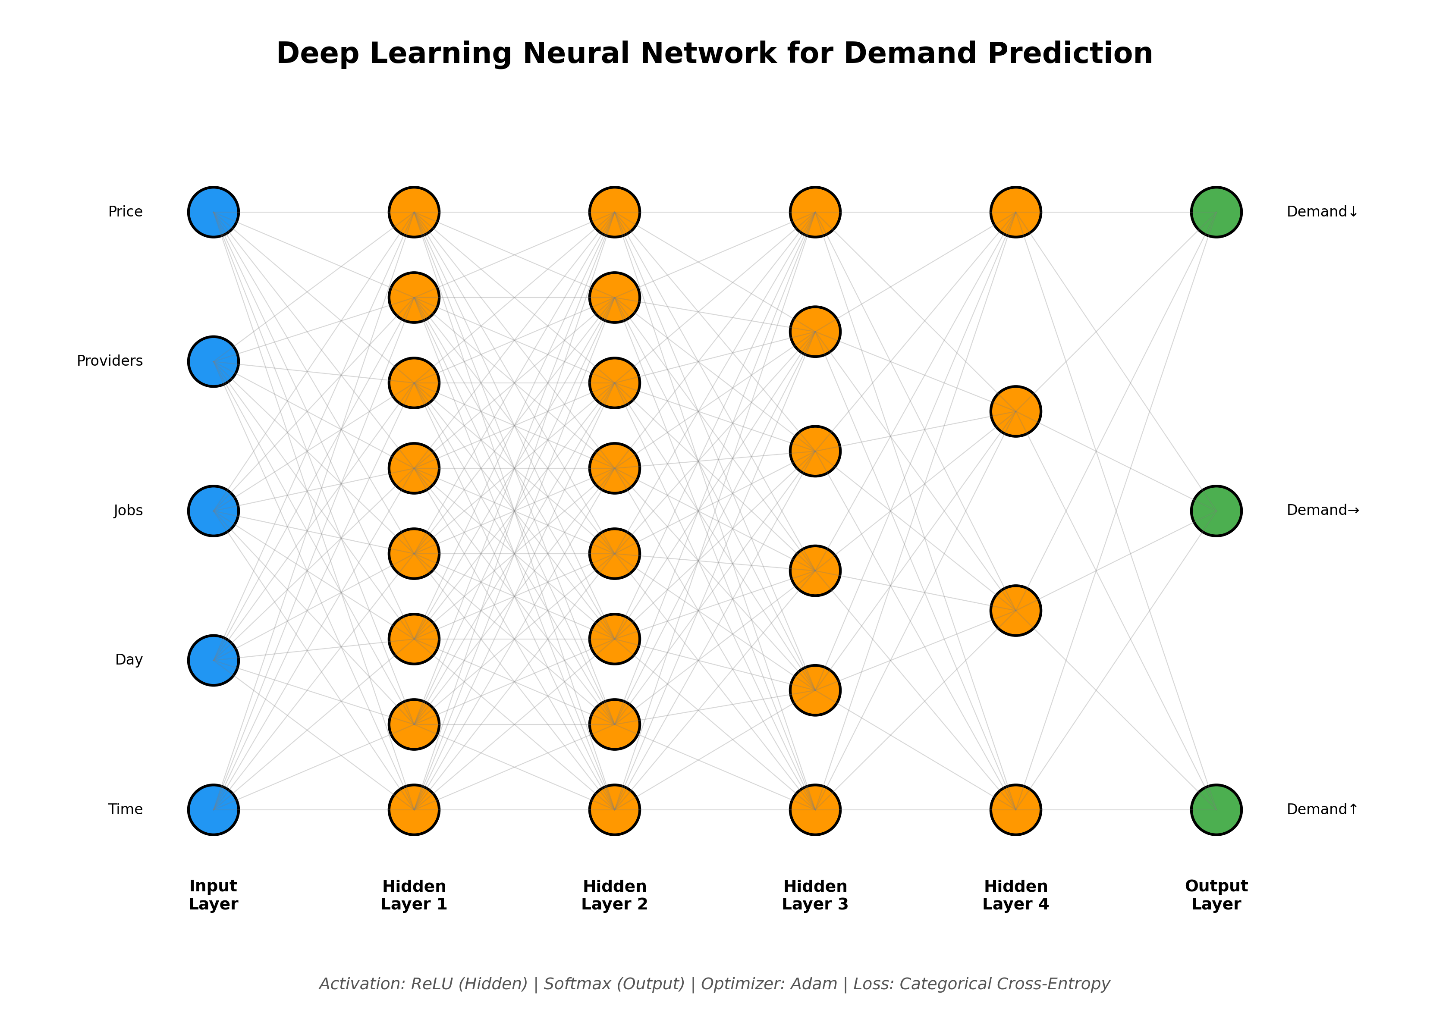 Deep Learning Neural Network for Demand Prediction
Price
Providers
Jobs
Day
Time
Demand↓
Demand→
Demand↑
Input
Layer
Hidden
Layer 1
Hidden
Layer 2
Hidden
Layer 3
Hidden
Layer 4
Output
Layer
Activation: ReLU (Hidden) | Softmax (Output) | Optimizer: Adam | Loss: Categorical Cross-Entropy